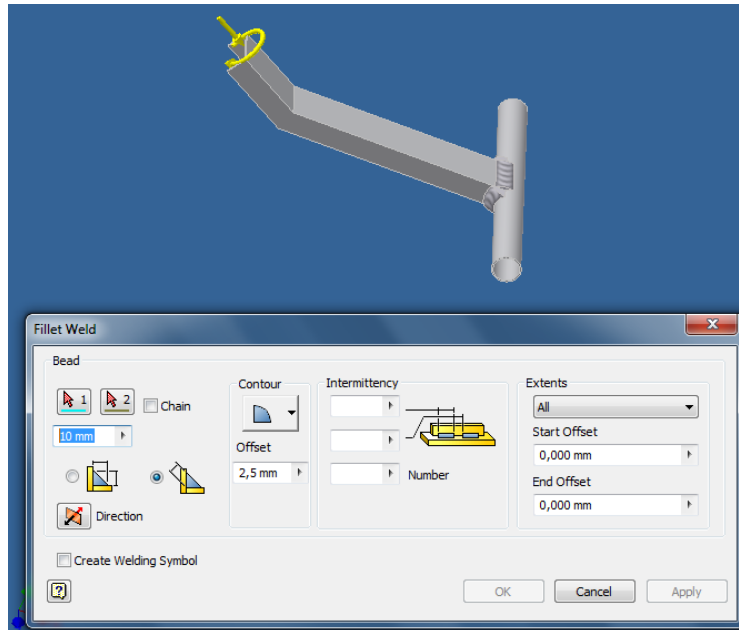 Fillet Weld
Bead
1
2
Chain
10 mm
Direction
Contour
Offset
2,5 mm
Intermittency
Number
Extents
All
Start Offset
0,000 mm
End Offset
0,000 mm
Create Welding Symbol
OK
Cancel
Apply